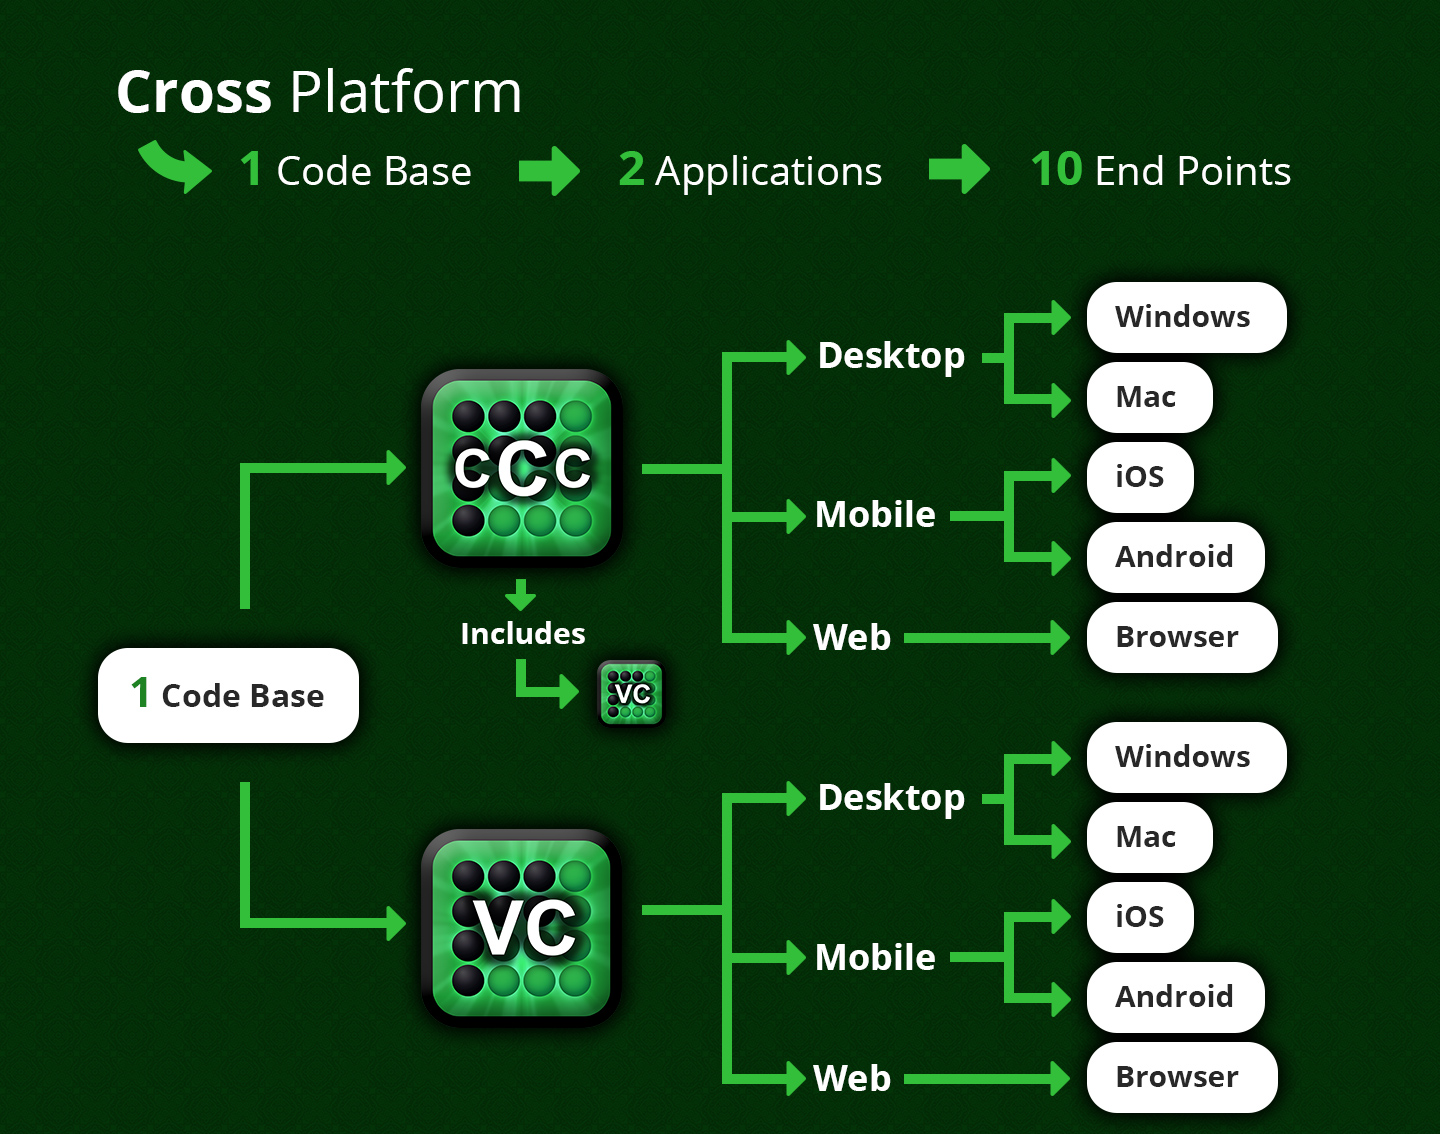 Cross Platform
1 Code Base
2 Applications
10 End Points
1 Code Base
CCC
Includes
VC
Desktop
Windows
Mac
Mobile
iOS
Android
Web
Browser
VC
Desktop
Windows
Mac
Mobile
iOS
Android
Web
Browser